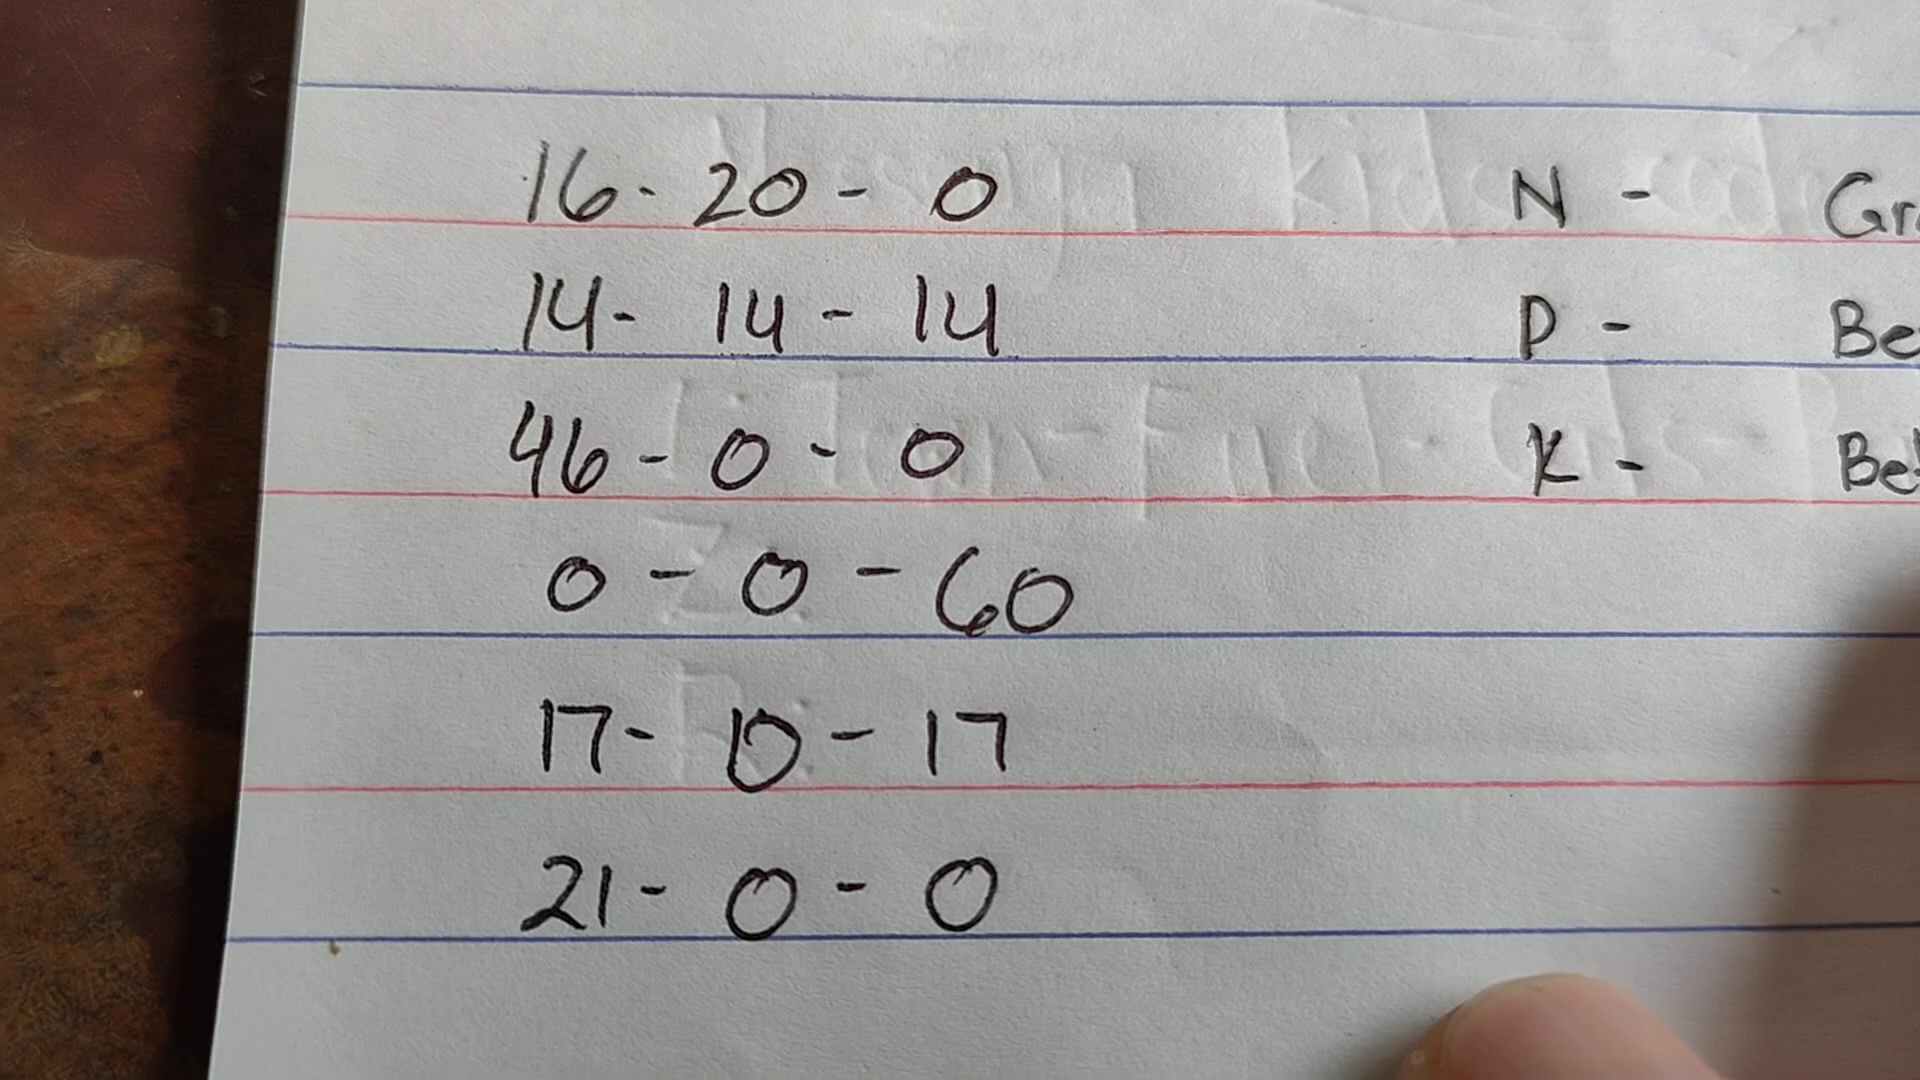 16 - 20 - 0 N - Gr
14 - 14 - 14 P - Be
46 - 0 - 0 K - Be
0 - 0 - 60
17 - 10 - 17
21 - 0 - 0